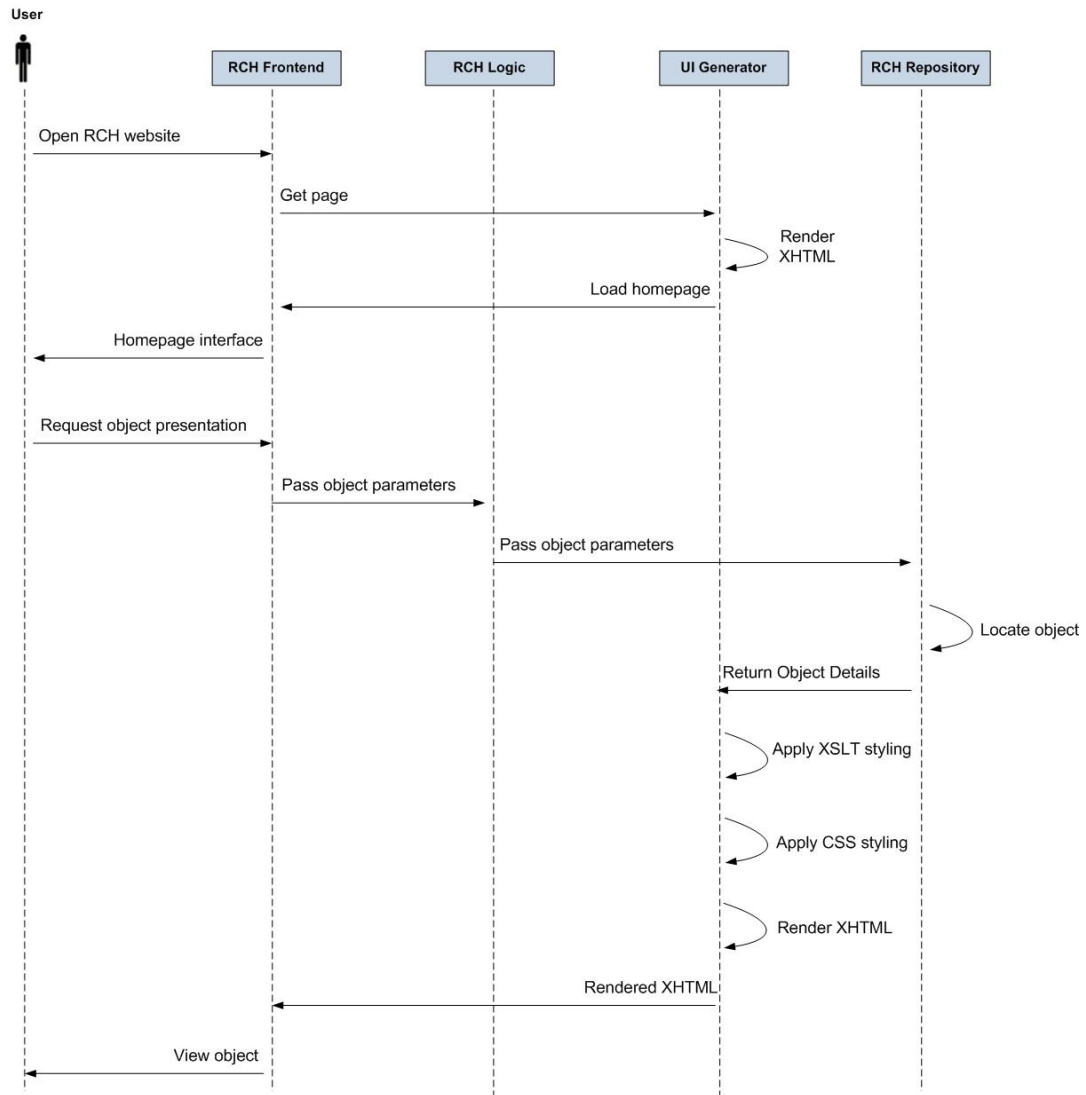 User
RCH Frontend
RCH Logic
UI Generator
RCH Repository
Open RCH website
Get page
Render
XHTML
Load homepage
Homepage interface
Request object presentation
Pass object parameters
Pass object parameters
Locate object
Return Object Details
Apply XSLT styling
Apply CSS styling
Render XHTML
Rendered XHTML
View object